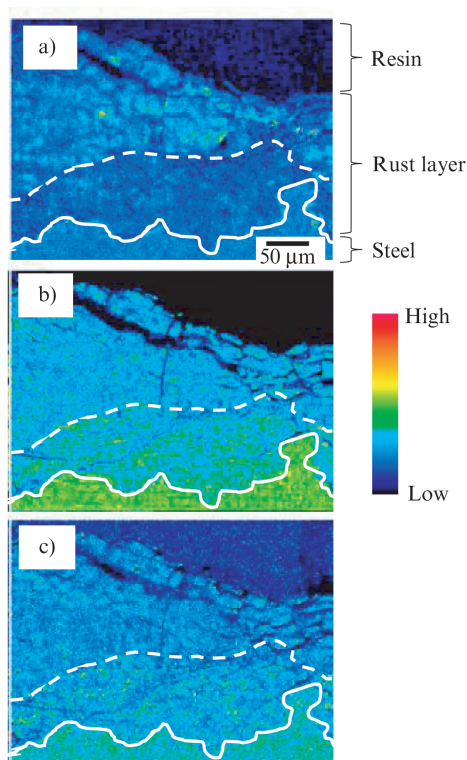 a)
Resin
Rust layer
50 µm
Steel
b)
High
Low
c)